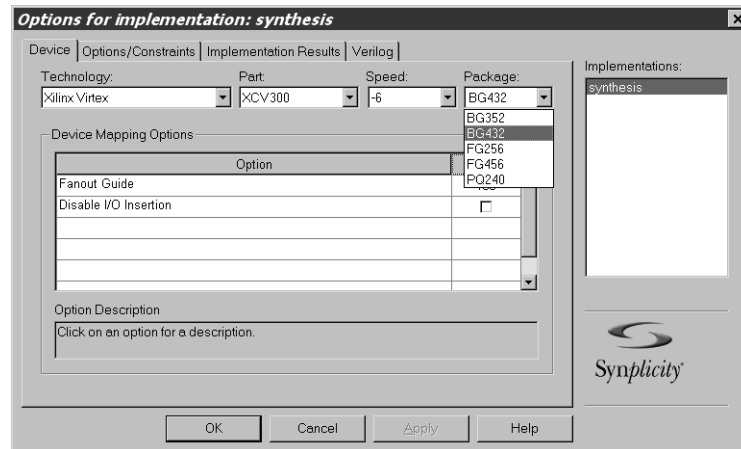 Options for implementation: synthesis
Device Options/Constraints Implementation Results Verilog
Technology: Part: Speed: Package:
Xilinx Virtex XCV300 -6 BG432
BG352
BG432
FG256
FG456
PQ240
Device Mapping Options
Option
Fanout Guide
Disable I/O Insertion
Option Description
Click on an option for a description.
OK Cancel Apply Help
Implementations:
synthesis
Synplicity